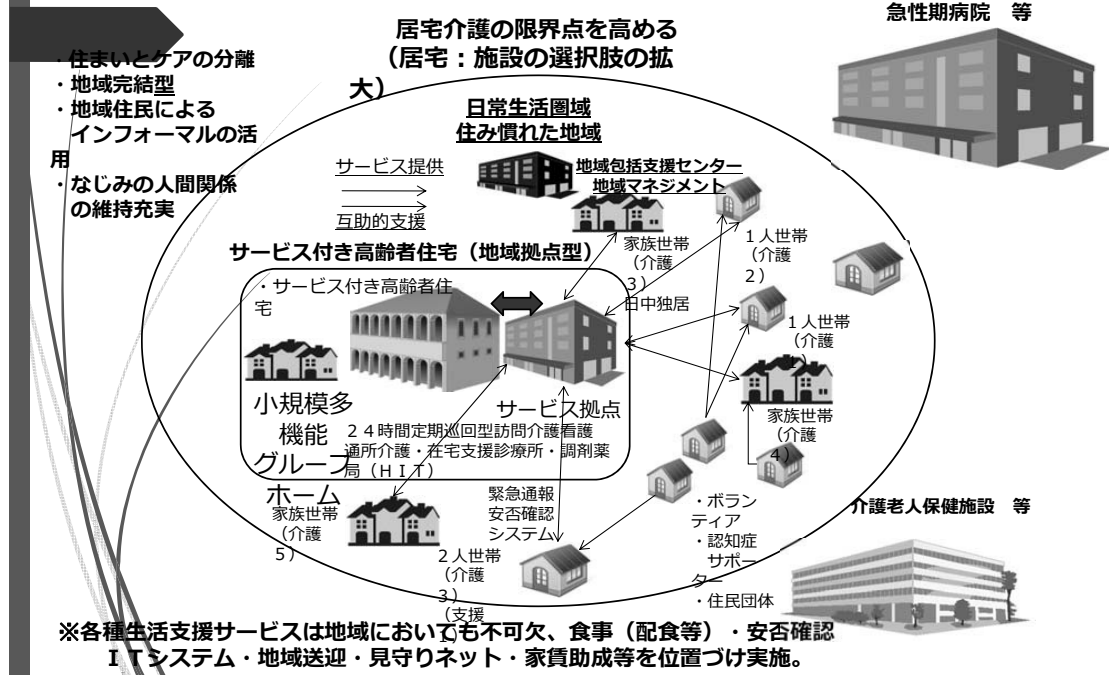 居宅介護の限界点を高める
（居宅：施設の選択肢の拡
大）
急性期病院　等
・住まいとケアの分離
・地域完結型
・地域住民による
インフォーマルの活
用
・なじみの人間関係
の維持充実
日常生活圏域
住み慣れた地域
サービス提供
互助的支援
地域包括支援センター
地域マネジメント
家族世帯
（介護
３）
日中独居
１人世帯
（介護
２）
１人世帯
（介護
１）
家族世帯
（介護
４）
サービス付き高齢者住宅（地域拠点型）
・サービス付き高齢者住
宅
小規模多
機能
グループ
ホーム
サービス拠点
２４時間定期巡回型訪問介護看護
通所介護・在宅支援診療所・調剤薬
局（ＨＩＴ）
家族世帯
（介護
５）
緊急通報
安否確認
システム
２人世帯
（介護
３）
（支援
１）
・ボラン
ティア
・認知症
サポー
ター
・住民団体
介護老人保健施設　等
※各種生活支援サービスは地域においても不可欠、食事（配食等）・安否確認
ＩＴシステム・地域送迎・見守りネット・家賃助成等を位置づけ実施。